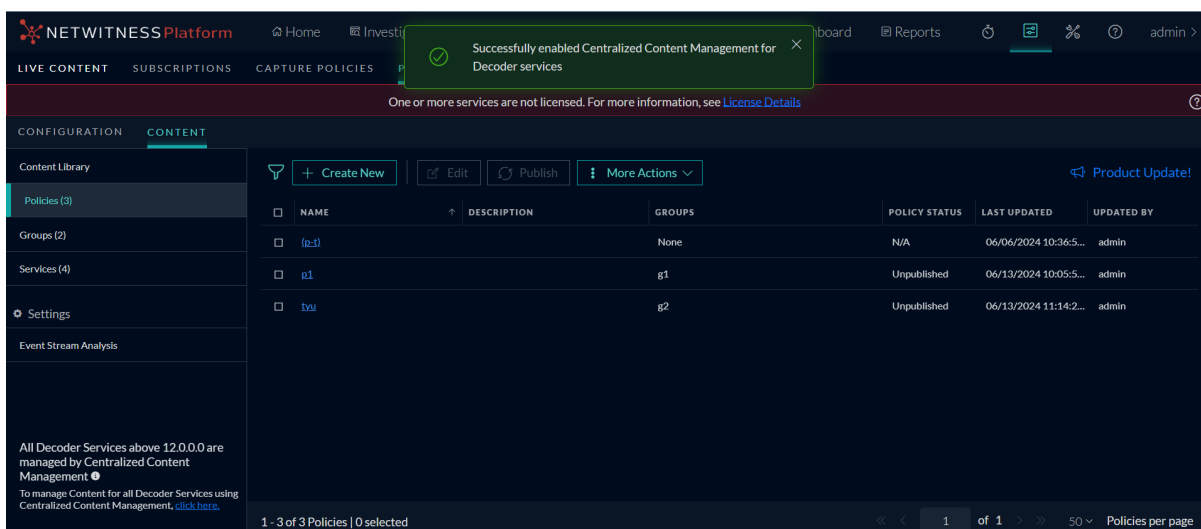 NETWITNESS Platform
Home
Investi
hboard
Reports
admin >
Successfully enabled Centralized Content Management for
Decoder services
LIVE CONTENT SUBSCRIPTIONS CAPTURE POLICIES P
One or more services are not licensed. For more information, see License Details
CONFIGURATION CONTENT
Content Library
Policies (3)
Groups (2)
Services (4)
Settings
Event Stream Analysis
All Decoder Services above 12.0.0.0 are
managed by Centralized Content
Management
To manage Content for all Decoder Services using
Centralized Content Management, click here.
+ Create New Edit Publish More Actions Product Update!
NAME DESCRIPTION GROUPS POLICY STATUS LAST UPDATED UPDATED BY
(p-t) None N/A 06/06/2024 10:36:5... admin
p1 g1 Unpublished 06/13/2024 10:05:5... admin
tyu g2 Unpublished 06/13/2024 11:14:2... admin
1 - 3 of 3 Policies | 0 selected
<< < 1 of 1 > >> 50 Policies per page